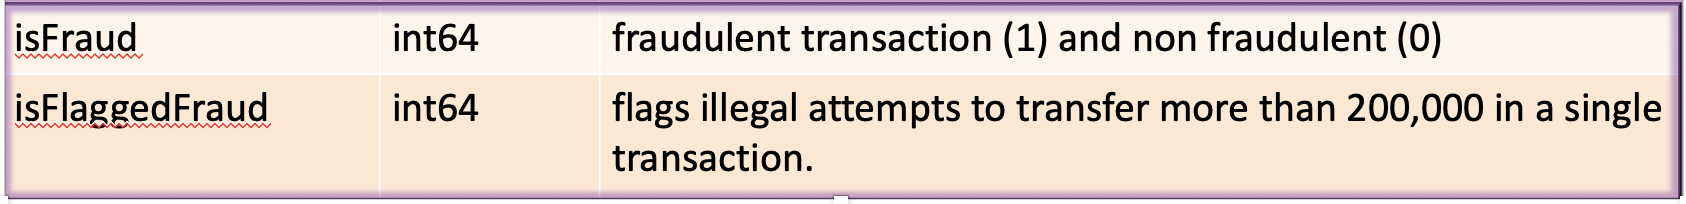 isFraud int64 fraudulent transaction (1) and non fraudulent (0)
isFlaggedFraud int64 flags illegal attempts to transfer more than 200,000 in a single
transaction.